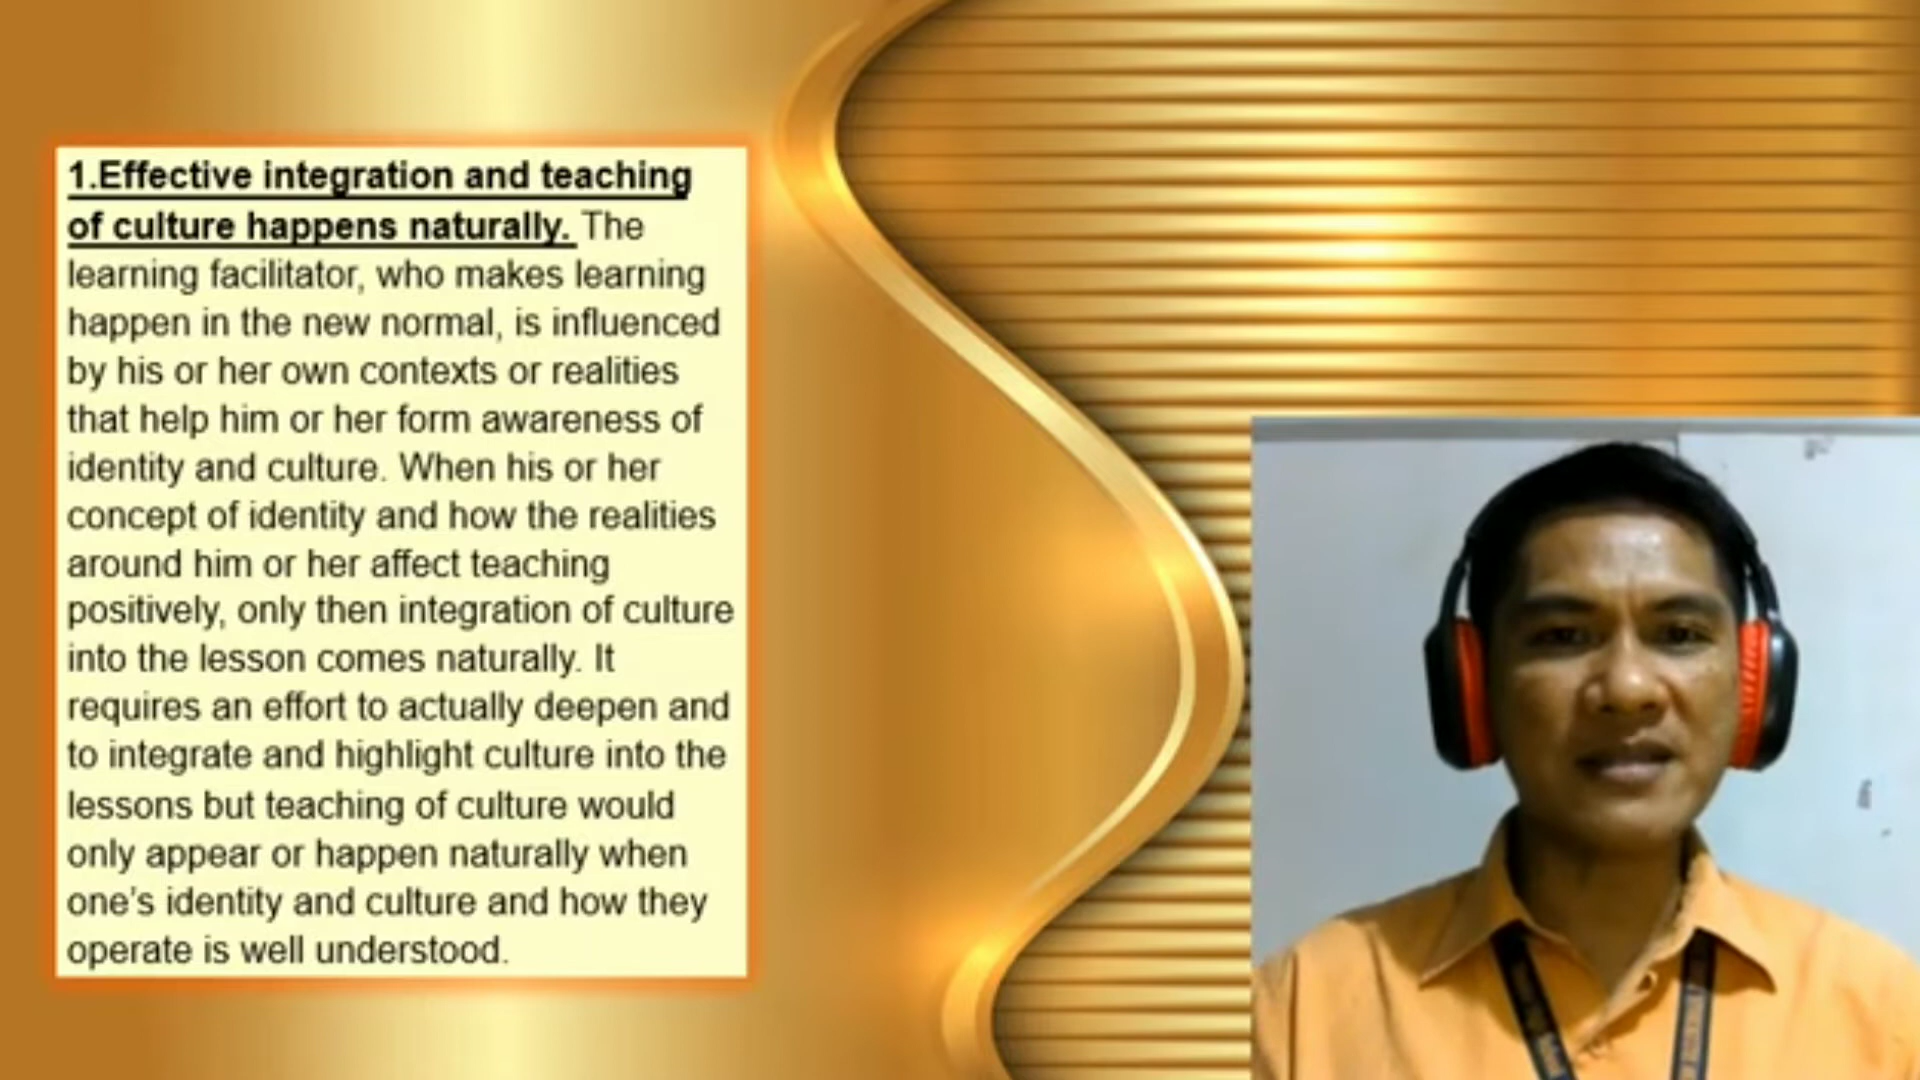 1.Effective integration and teaching
of culture happens naturally. The
learning facilitator, who makes learning
happen in the new normal, is influenced
by his or her own contexts or realities
that help him or her form awareness of
identity and culture. When his or her
concept of identity and how the realities
around him or her affect teaching
positively, only then integration of culture
into the lesson comes naturally. It
requires an effort to actually deepen and
to integrate and highlight culture into the
lessons but teaching of culture would
only appear or happen naturally when
one's identity and culture and how they
operate is well understood.